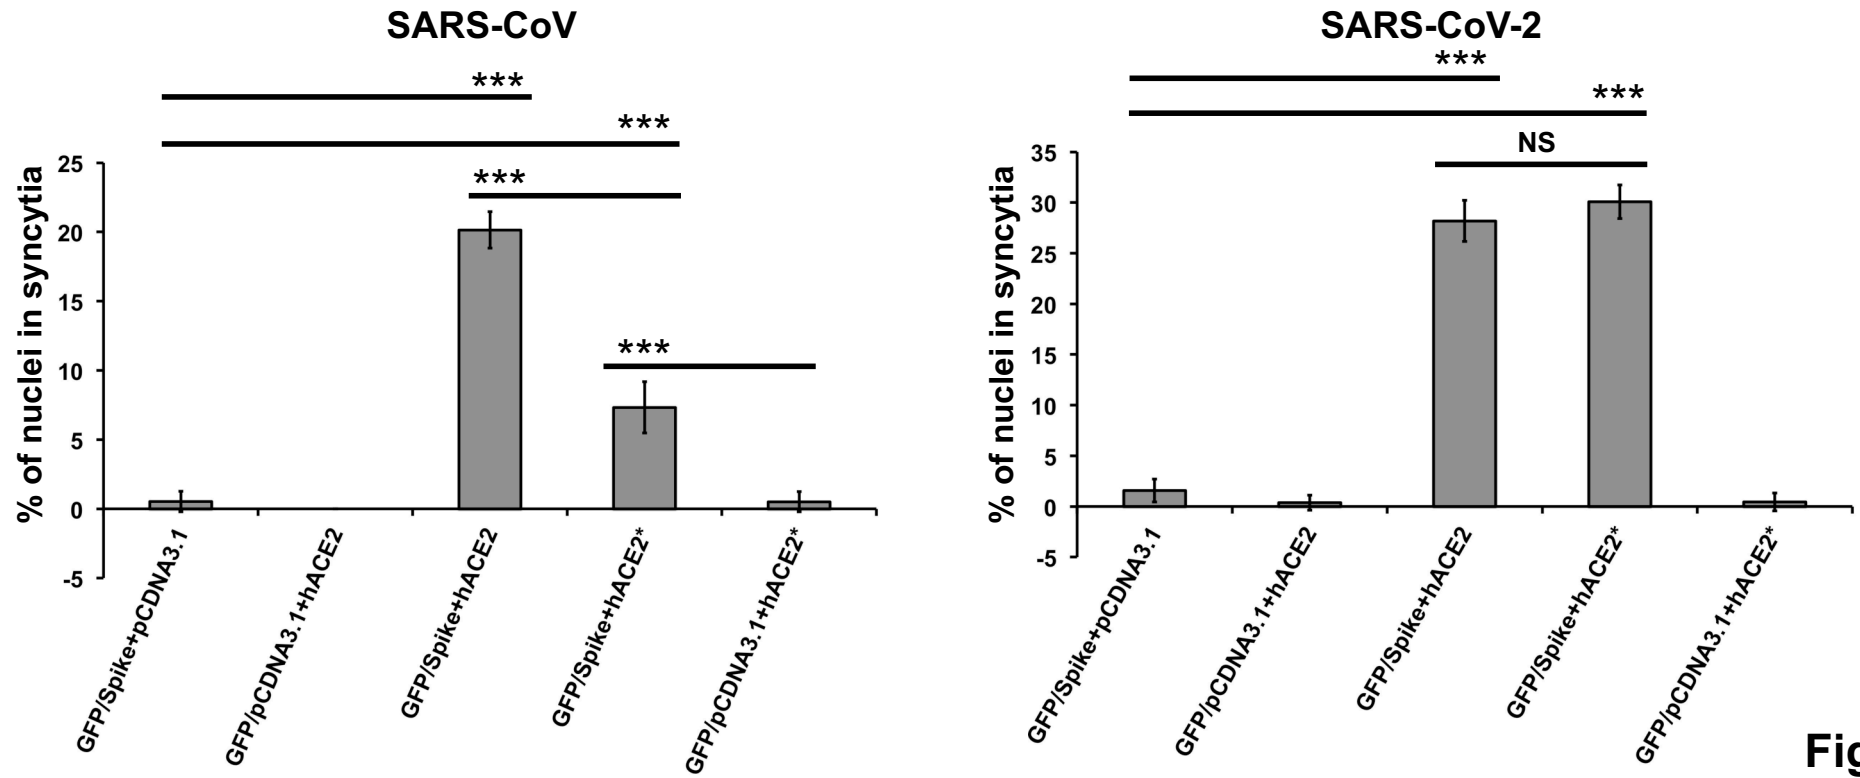 SARS-CoV
***
***
***
***
% of nuclei in syncytia
25
20
15
10
5
0
-5
GFP/Spike+pCDNA3.1
GFP/pCDNA3.1+hACE2
GFP/Spike+hACE2
GFP/Spike+hACE2*
GFP/pCDNA3.1+hACE2*
SARS-CoV-2
***
***
NS
% of nuclei in syncytia
35
30
25
20
15
10
5
0
-5
GFP/Spike+pCDNA3.1
GFP/pCDNA3.1+hACE2
GFP/Spike+hACE2
GFP/Spike+hACE2*
GFP/pCDNA3.1+hACE2*
Fig